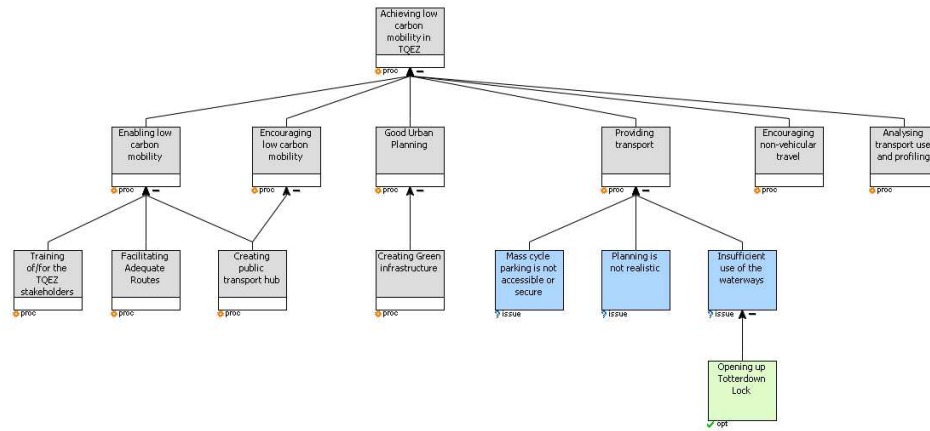 Achieving low
carbon
mobility in
TQEZ
proc
Enabling low
carbon
mobility
proc
Encouraging
low carbon
mobility
proc
Good Urban
Planning
proc
Providing
transport
proc
Encouraging
non-vehicular
travel
proc
Analysing
transport use
and profiling
proc
Training
of/for the
TQEZ
stakeholders
proc
Facilitating
Adequate
Routes
proc
Creating
public
transport hub
proc
Creating Green
infrastructure
proc
Mass cycle
parking is not
accessible or
secure
? issue
Planning is
not realistic
? issue
Insufficient
use of the
waterways
? issue
Opening up
Totterdown
Lock
opt